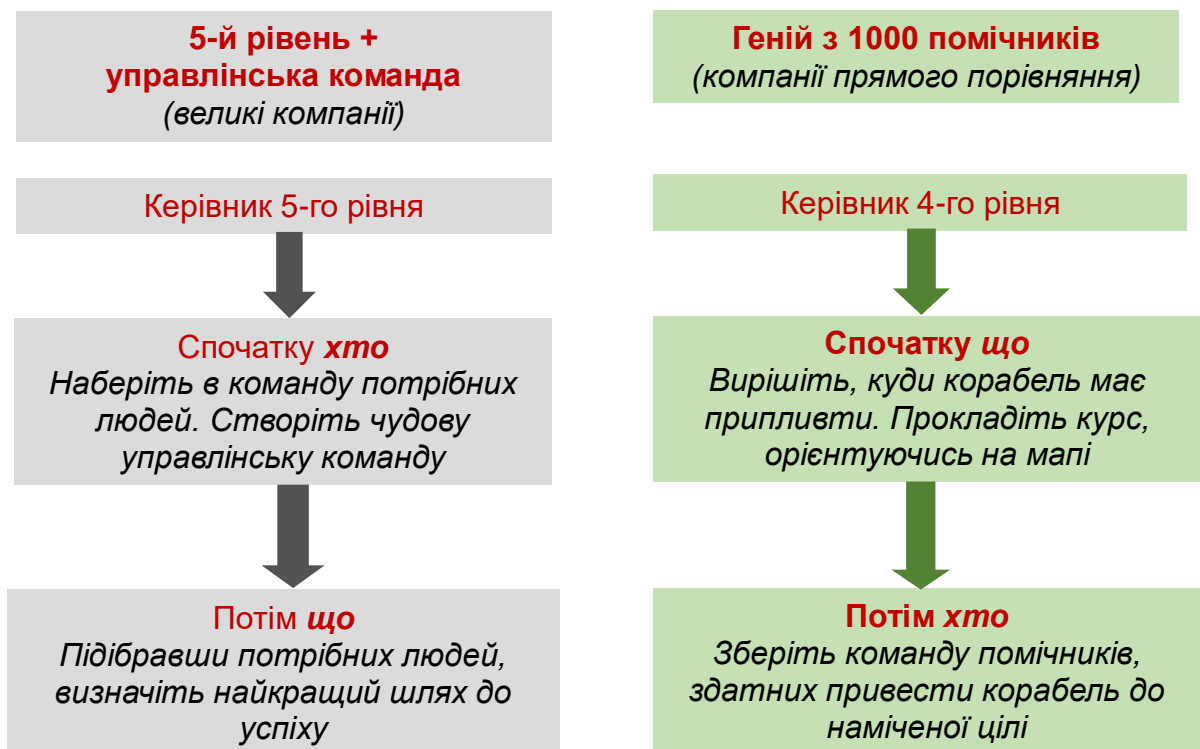 5-й рівень +
управлінська команда
(великі компанії)
Геній з 1000 помічників
(компанії прямого порівняння)
Керівник 5-го рівня
Керівник 4-го рівня
Спочатку хто
Наберіть в команду потрібних
людей. Створіть чудову
управлінську команду
Спочатку що
Вирішіть, куди корабель має
припливти. Прокладіть курс,
орієнтуючись на мапі
Потім що
Підібравши потрібних людей,
визначіть найкращий шлях до
успіху
Потім хто
Зберіть команду помічників,
здатних привести корабель до
наміченої цілі